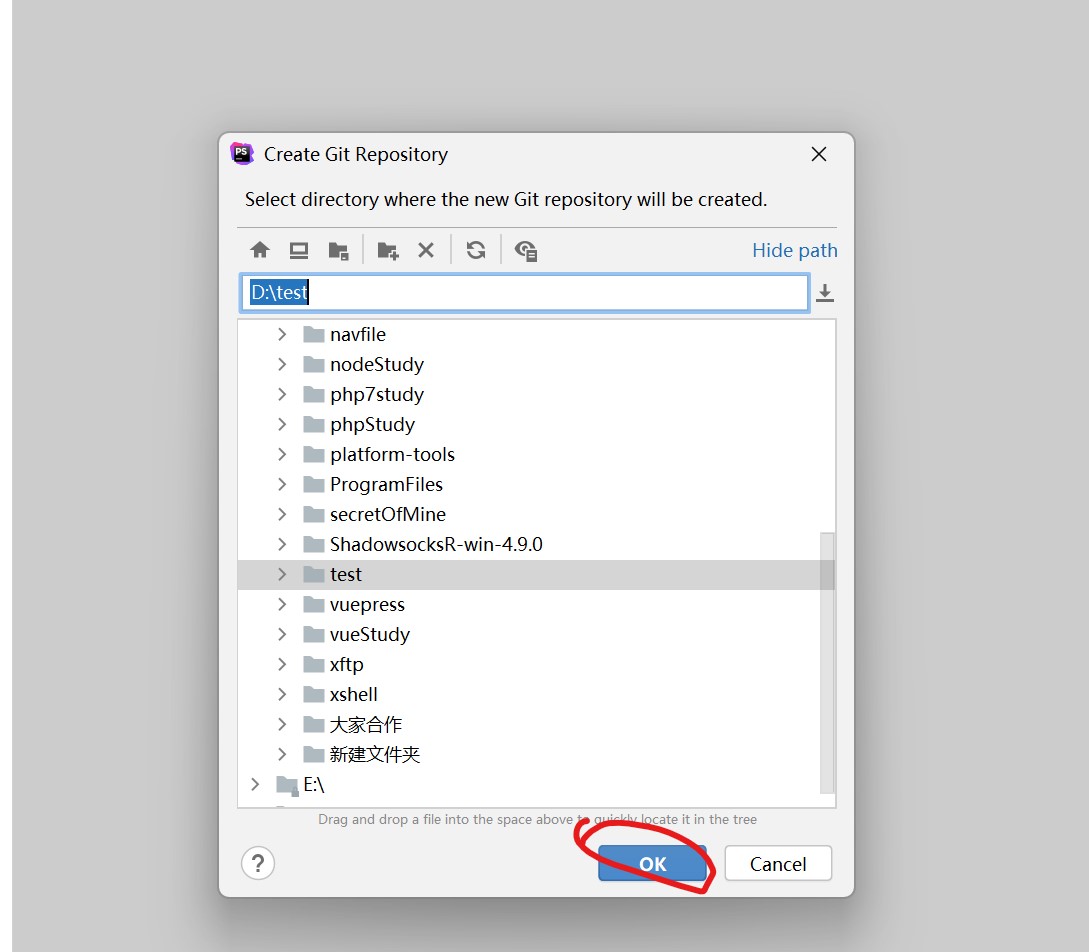 PS Create Git Repository
Select directory where the new Git repository will be created.
Hide path
D:\test
navfile
nodeStudy
php7study
phpStudy
platform-tools
ProgramFiles
secretOfMine
ShadowsocksR-win-4.9.0
test
vuepress
vueStudy
xftp
xshell
大家合作
新建文件夹
E:\
Drag and drop a file into the space above to quickly locate it in the tree
? OK Cancel